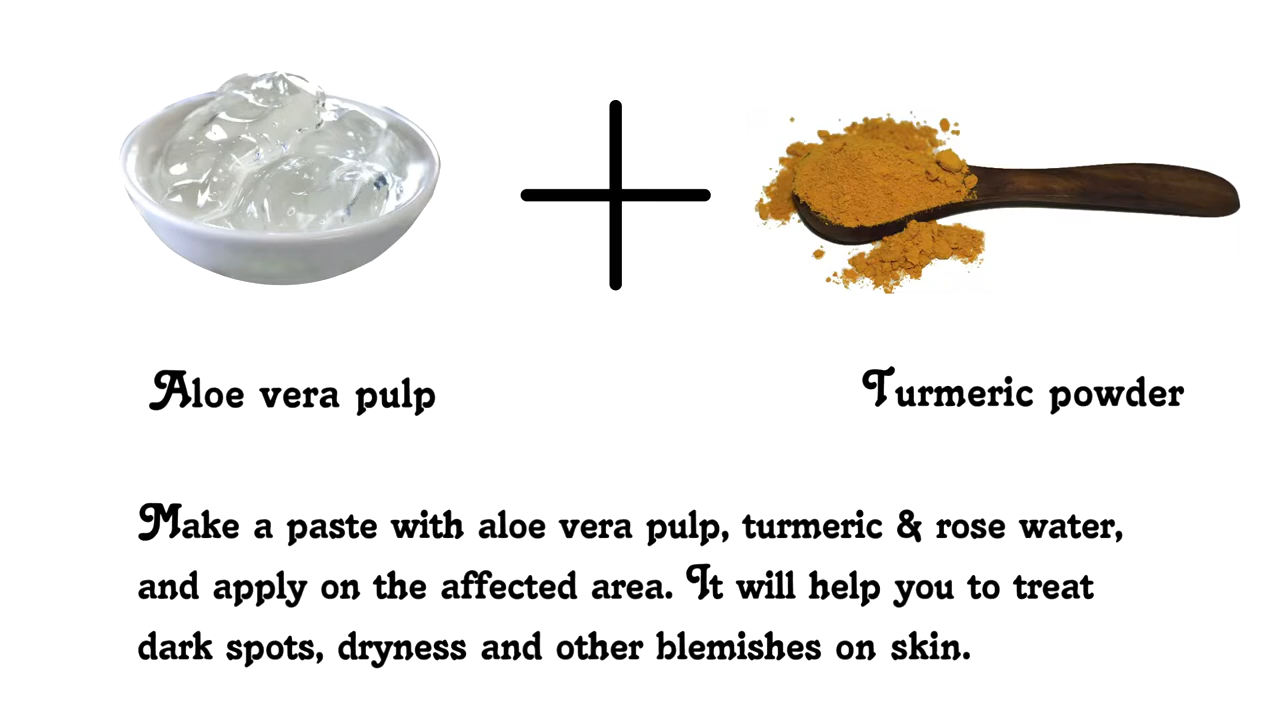 Aloe vera pulp
Turmeric powder
Make a paste with aloe vera pulp, turmeric & rose water,
and apply on the affected area. It will help you to treat
dark spots, dryness and other blemishes on skin.